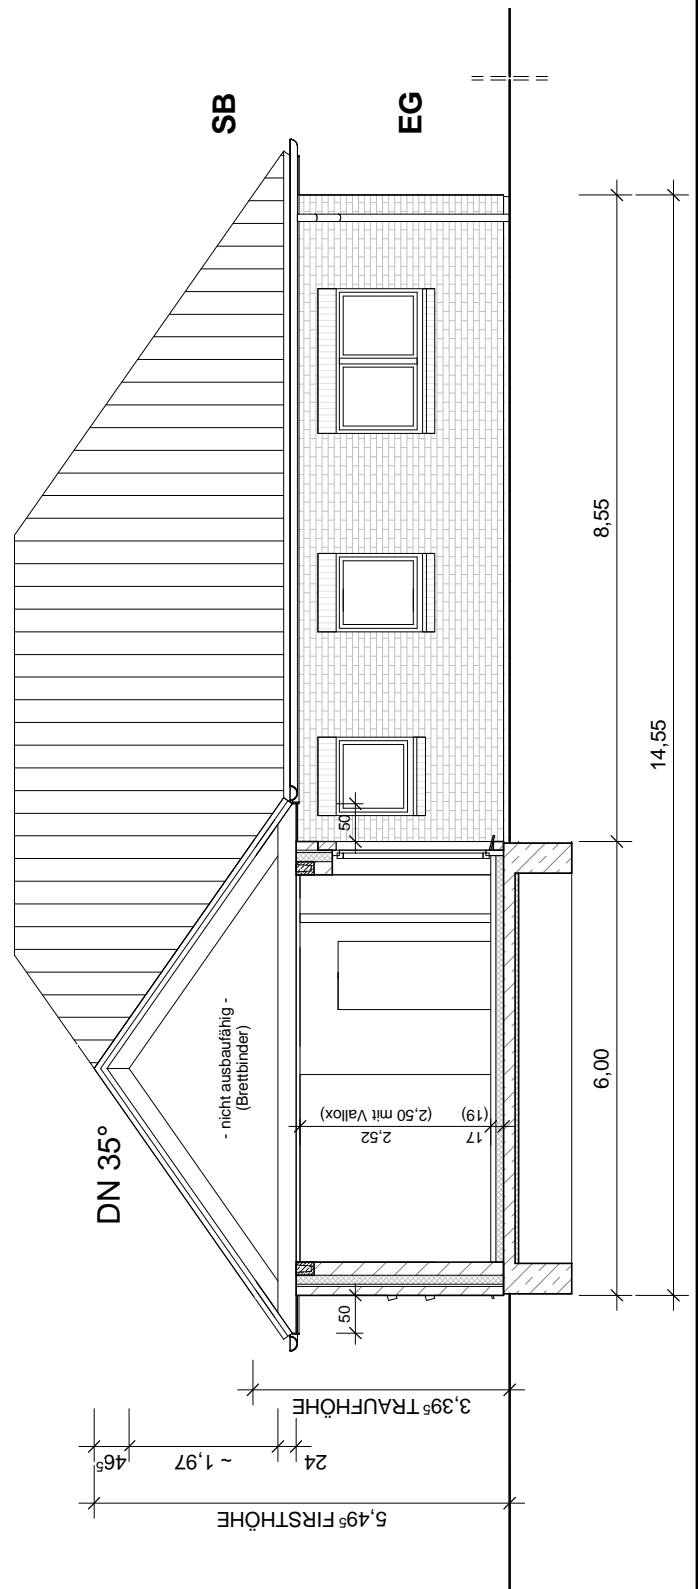 SB
EG
DN 35°
- nicht ausbaufähig -
(Brettbinder)
50
50
2,52
(2,50 mit Vallox)
17
(19)
8,55
14,55
6,00
3,39⁵ TRAUFHÖHE
46⁵
~ 1,97
24
5,49⁵ FIRSTHÖHE